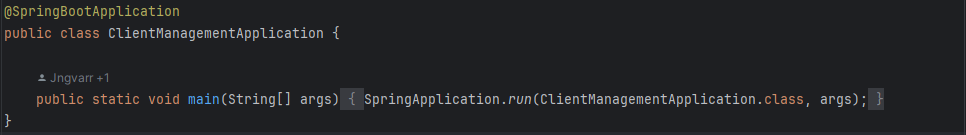 @SpringBootApplication
public class ClientManagementApplication {
Jngvarr +1
public static void main(String[] args) { SpringApplication.run(ClientManagementApplication.class, args); }
}